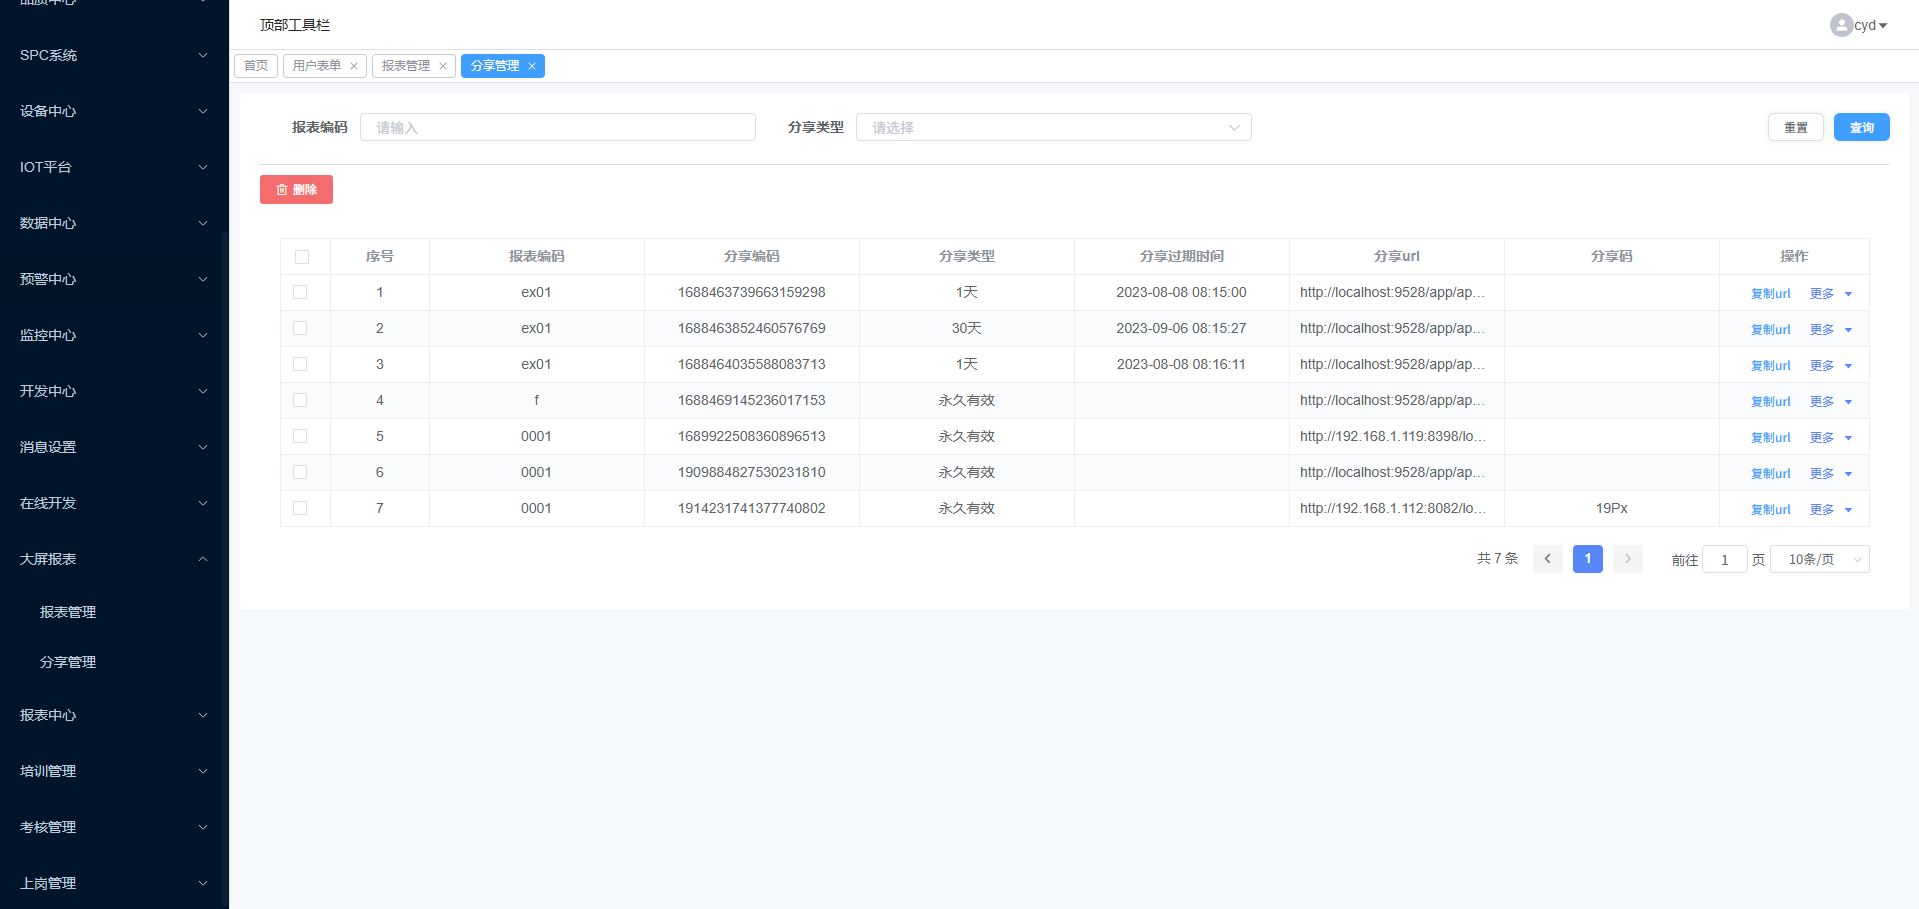 品质中心
SPC系统
设备中心
IOT平台
数据中心
预警中心
监控中心
开发中心
消息设置
在线开发
大屏报表
报表管理
分享管理
报表中心
培训管理
考核管理
上岗管理
顶部工具栏
cyd
首页 用户表单 报表管理 分享管理
报表编码 请输入 分享类型 请选择 重置 查询
删除
序号 报表编码 分享编码 分享类型 分享过期时间 分享url 分享码 操作
1 ex01 1688463739663159298 1天 2023-08-08 08:15:00 http://localhost:9528/app/ap... 复制url 更多
2 ex01 1688463852460576769 30天 2023-09-06 08:15:27 http://localhost:9528/app/ap... 复制url 更多
3 ex01 1688464035588083713 1天 2023-08-08 08:16:11 http://localhost:9528/app/ap... 复制url 更多
4 f 1688469145236017153 永久有效 http://localhost:9528/app/ap... 复制url 更多
5 0001 1689922508360896513 永久有效 http://192.168.1.119:8398/lo... 复制url 更多
6 0001 1909884827530231810 永久有效 http://localhost:9528/app/ap... 复制url 更多
7 0001 1914231741377740802 永久有效 http://192.168.1.112:8082/lo... 19Px 复制url 更多
共 7 条 1 前往 1 页 10条/页